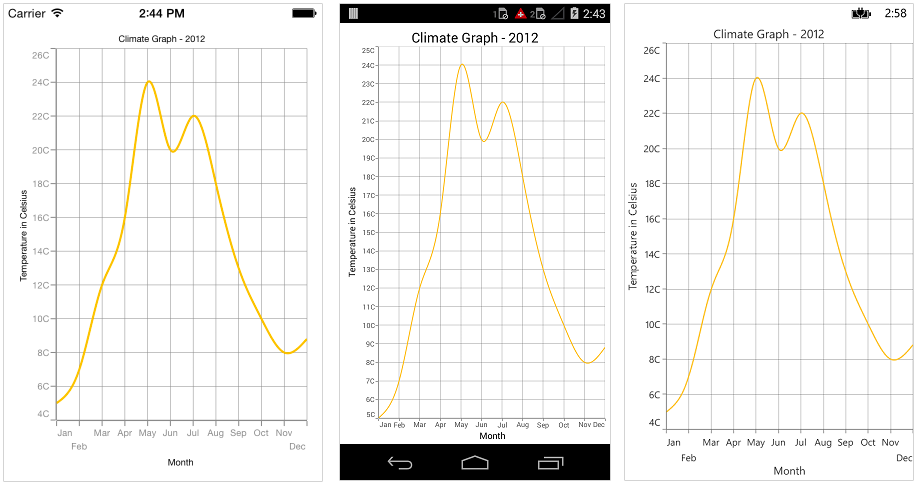 Carrier 2:44 PM
Climate Graph - 2012
26C
24C
22C
20C
18C
16C
14C
12C
10C
8C
6C
4C
Temperature in Celsius
Jan Mar Apr May Jun Jul Aug Sep Oct Nov
Feb Dec
Month
1 2 2:43
Climate Graph - 2012
25C
24C
23C
22C
21C
20C
19C
18C
17C
16C
15C
14C
13C
12C
11C
10C
9C
8C
7C
6C
5C
Temperature in Celsius
Jan Feb Mar Apr May Jun Jul Aug Sep Oct Nov Dec
Month
2:58
Climate Graph - 2012
26C
24C
22C
20C
18C
16C
14C
12C
10C
8C
6C
4C
Temperature in Celsius
Jan Mar Apr May Jun Jul Aug Sep Oct Nov
Feb Dec
Month